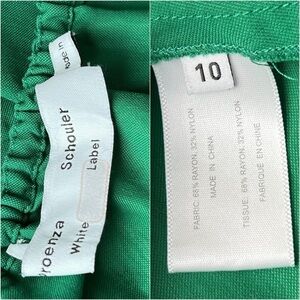 Made in
Proenza Schouler
White Label
10
FABRIC: 68% RAYON, 32% NYLON
MADE IN CHINA
TISSUE: 68% RAYON, 32% NYLON
FABRIQUE EN CHINE